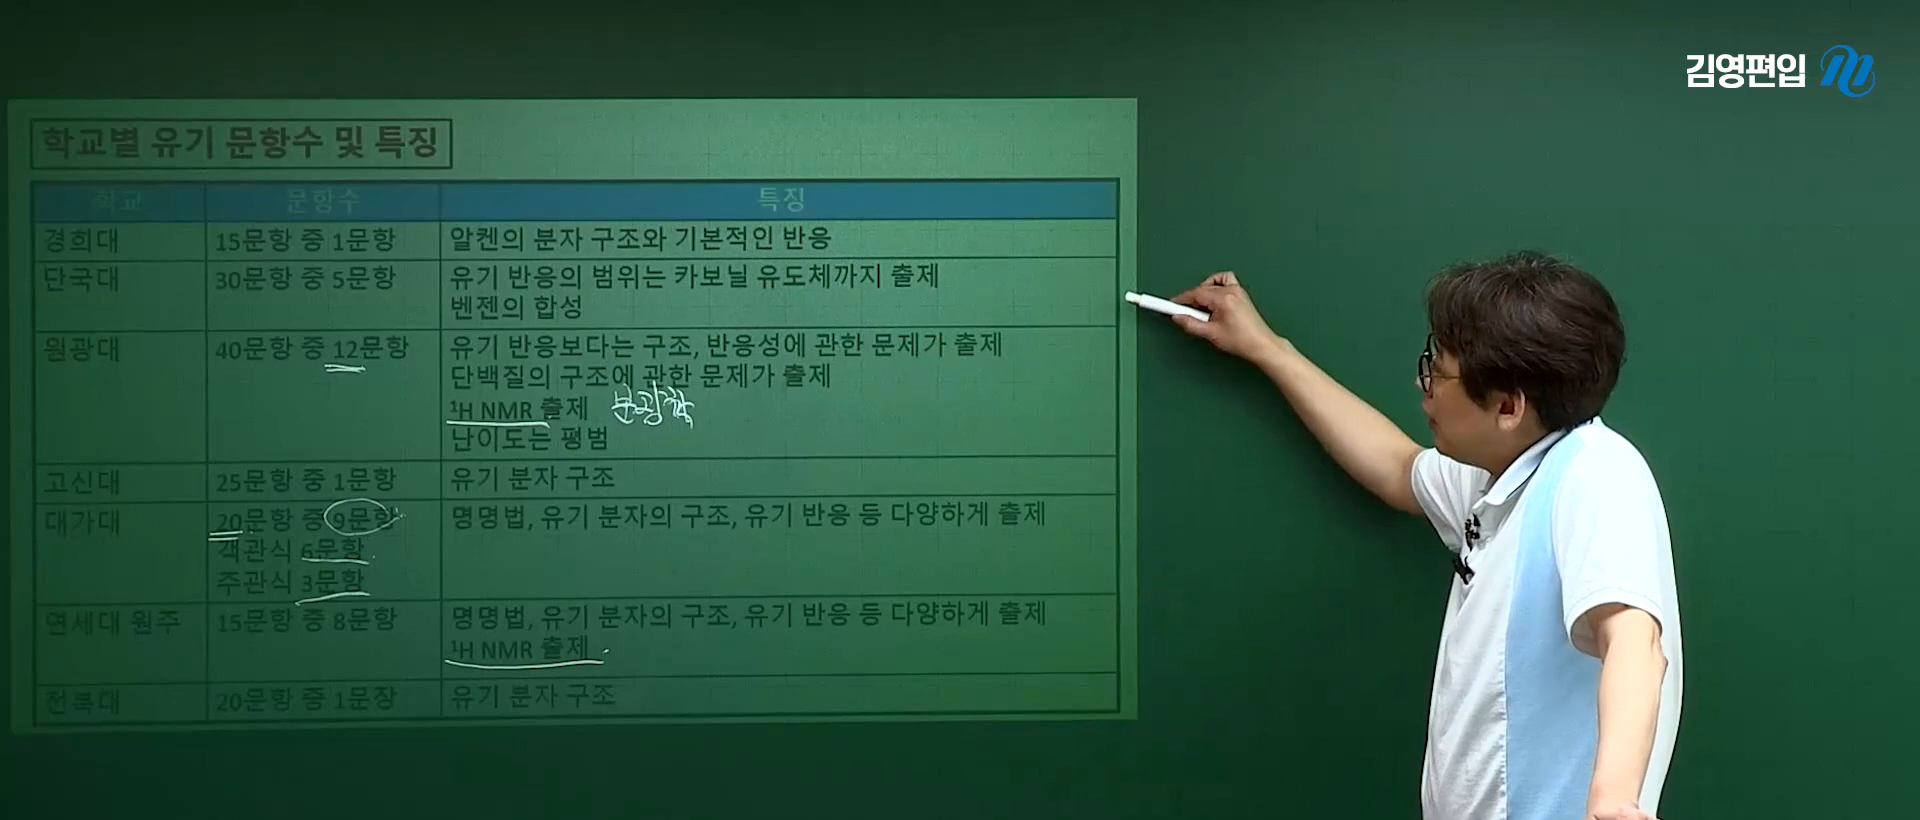 김영편입
학교별 유기 문항수 및 특징
학교 문항수 특징
경희대 15문항 중 1문항 알켄의 분자 구조와 기본적인 반응
단국대 30문항 중 5문항 유기 반응의 범위는 카보닐 유도체까지 출제
벤젠의 합성
원광대 40문항 중 12문항 유기 반응보다는 구조, 반응성에 관한 문제가 출제
단백질의 구조에 관한 문제가 출제
¹H NMR 출제 분광학
난이도는 평범
고신대 25문항 중 1문항 유기 분자 구조
대가대 20문항 중 9문항 명명법, 유기 분자의 구조, 유기 반응 등 다양하게 출제
객관식 6문항
주관식 3문항
연세대 원주 15문항 중 8문항 명명법, 유기 분자의 구조, 유기 반응 등 다양하게 출제
¹H NMR 출제
전북대 20문항 중 1문장 유기 분자 구조